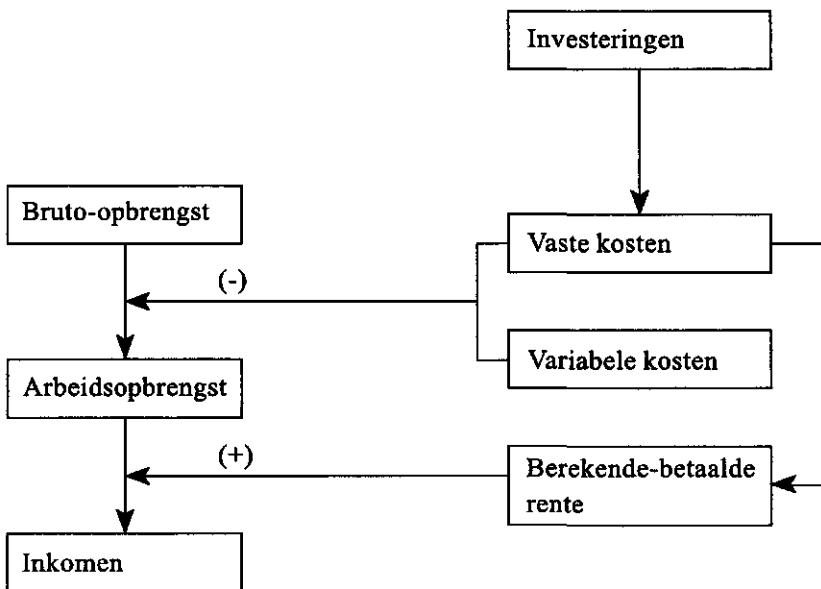 Investeringen
Bruto-opbrengst
Vaste kosten
(-)
Variabele kosten
Arbeidsopbrengst
(+)
Berekende-betaalde
rente
Inkomen